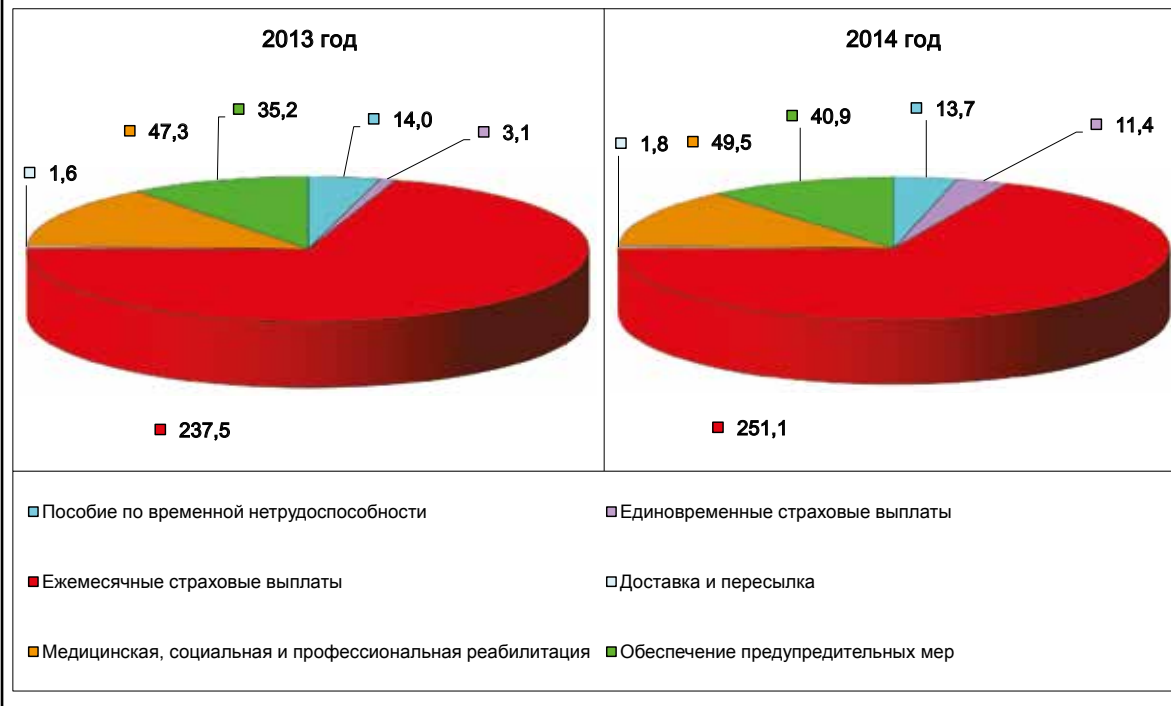 2013 год
35,2
14,0
47,3
3,1
1,6
237,5
2014 год
13,7
40,9
11,4
1,8
49,5
251,1
Пособие по временной нетрудоспособности
Единовременные страховые выплаты
Ежемесячные страховые выплаты
Доставка и пересылка
Медицинская, социальная и профессиональная реабилитация
Обеспечение предупредительных мер